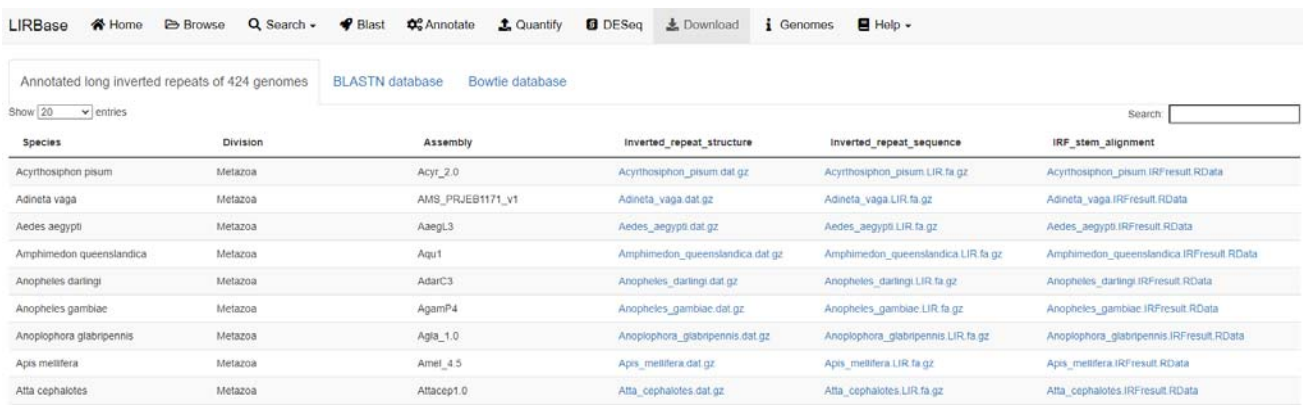 LIRBase Home Browse Search Blast Annotate Quantify DESeq Download Genomes Help
Annotated long inverted repeats of 424 genomes BLASTN database Bowtie database
Show 20 entries Search:
Species Division Assembly Inverted_repeat_structure Inverted_repeat_sequence IRF_stem_alignment
Acyrthosiphon pisum Metazoa Acyr_2.0 Acyrthosiphon_pisum.dat.gz Acyrthosiphon_pisum.LIR.fa.gz Acyrthosiphon_pisum.IRFresult.RData
Adineta vaga Metazoa AMS_PRJEB1171_v1 Adineta_vaga.dat.gz Adineta_vaga.LIR.fa.gz Adineta_vaga.IRFresult.RData
Aedes aegypti Metazoa AaegL3 Aedes_aegypti.dat.gz Aedes_aegypti.LIR.fa.gz Aedes_aegypti.IRFresult.RData
Amphimedon queenslandica Metazoa Aqu1 Amphimedon_queenslandica.dat.gz Amphimedon_queenslandica.LIR.fa.gz Amphimedon_queenslandica.IRFresult.RData
Anopheles darlingi Metazoa AdarC3 Anopheles_darlingi.dat.gz Anopheles_darlingi.LIR.fa.gz Anopheles_darlingi.IRFresult.RData
Anopheles gambiae Metazoa AgamP4 Anopheles_gambiae.dat.gz Anopheles_gambiae.LIR.fa.gz Anopheles_gambiae.IRFresult.RData
Anoplophora glabripennis Metazoa Agla_1.0 Anoplophora_glabripennis.dat.gz Anoplophora_glabripennis.LIR.fa.gz Anoplophora_glabripennis.IRFresult.RData
Apis mellifera Metazoa Amel_4.5 Apis_mellifera.dat.gz Apis_mellifera.LIR.fa.gz Apis_mellifera.IRFresult.RData
Atta cephalotes Metazoa Attacep1.0 Atta_cephalotes.dat.gz Atta_cephalotes.LIR.fa.gz Atta_cephalotes.IRFresult.RData